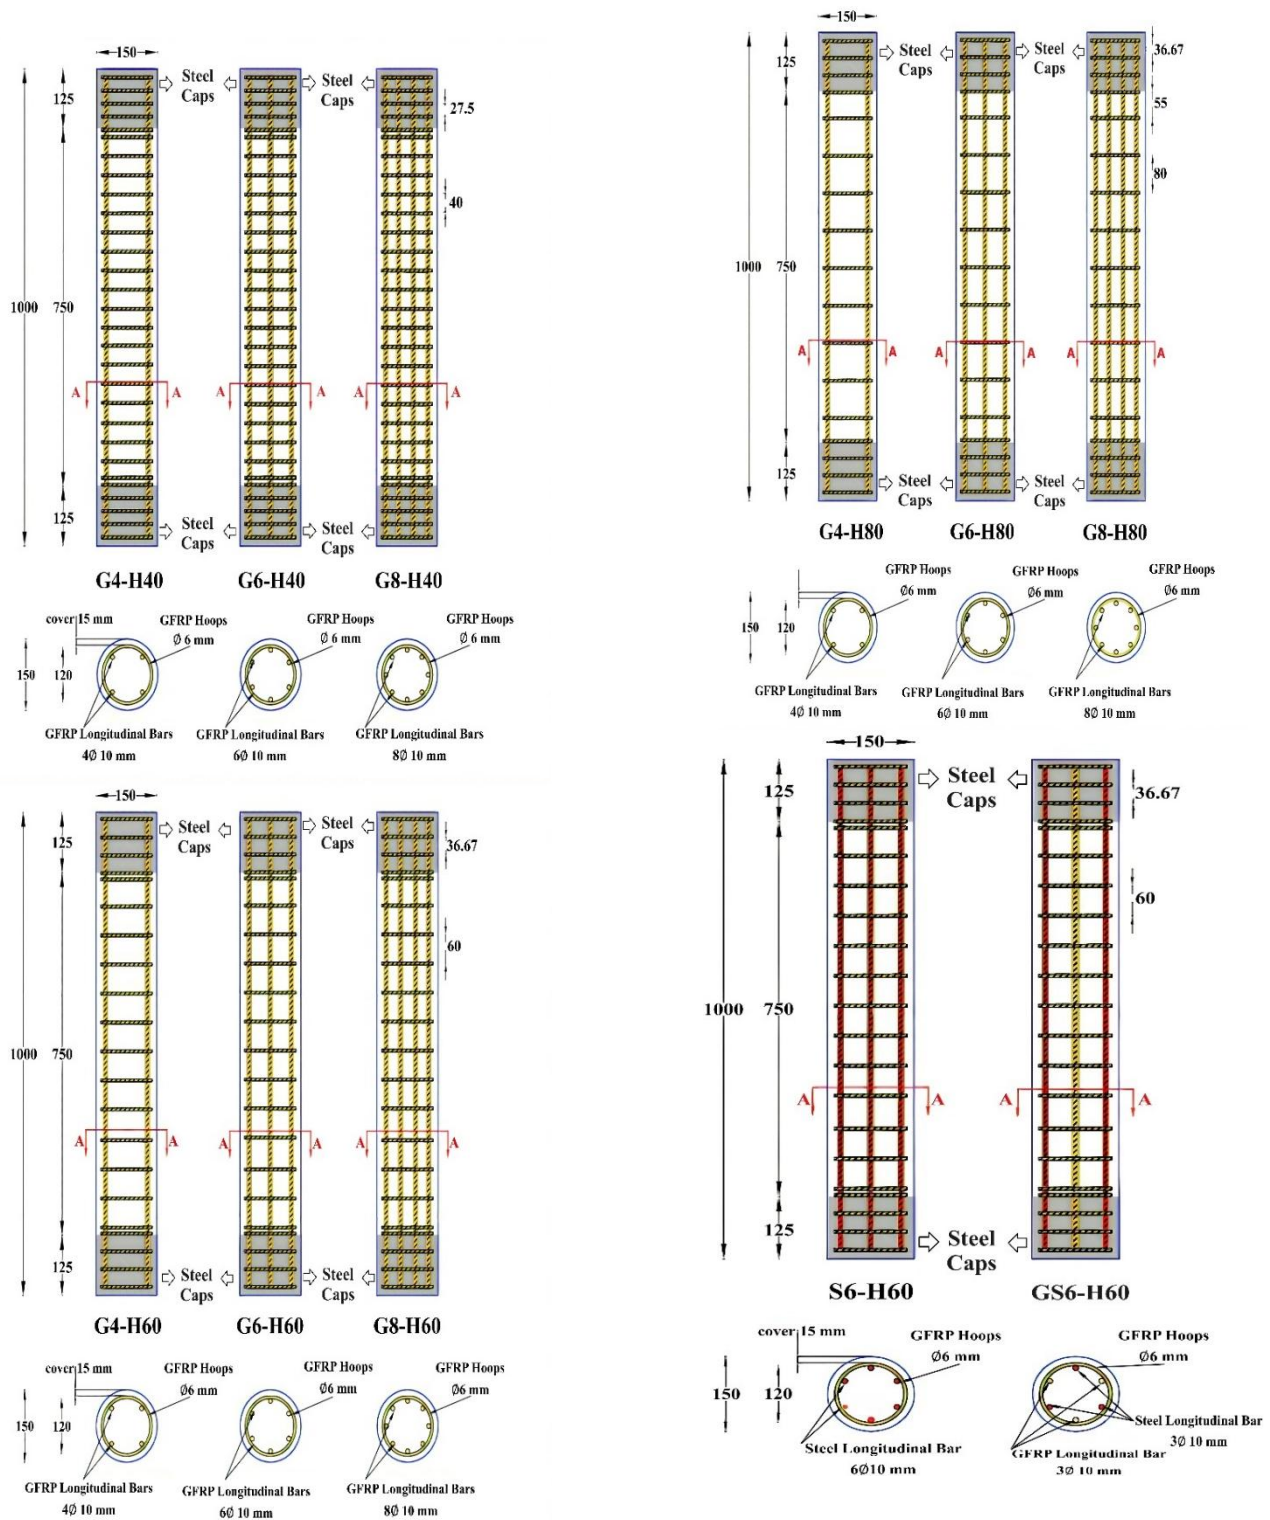 150
Steel
Caps
Steel
Caps
125
27.5
40
1000
750
A A A A A A
125
Steel
Caps
Steel
Caps
G4-H40
G6-H40
G8-H40
cover 15 mm
GFRP Hoops
Ø 6 mm
GFRP Hoops
Ø 6 mm
GFRP Hoops
Ø 6 mm
150
120
GFRP Longitudinal Bars
4Ø 10 mm
GFRP Longitudinal Bars
6Ø 10 mm
GFRP Longitudinal Bars
8Ø 10 mm
150
Steel
Caps
Steel
Caps
36.67
125
55
80
1000
750
A A A A A A
125
Steel
Caps
Steel
Caps
G4-H80
G6-H80
G8-H80
GFRP Hoops
Ø6 mm
GFRP Hoops
Ø6 mm
GFRP Hoops
Ø6 mm
150
120
GFRP Longitudinal Bars
4Ø 10 mm
GFRP Longitudinal Bars
6Ø 10 mm
GFRP Longitudinal Bars
8Ø 10 mm
150
Steel
Caps
Steel
Caps
125
36.67
60
1000
750
A A A A A A
125
Steel
Caps
Steel
Caps
G4-H60
G6-H60
G8-H60
cover 15 mm
GFRP Hoops
Ø6 mm
GFRP Hoops
Ø6 mm
GFRP Hoops
Ø6 mm
150
120
GFRP Longitudinal Bars
4Ø 10 mm
GFRP Longitudinal Bars
6Ø 10 mm
GFRP Longitudinal Bars
8Ø 10 mm
150
Steel
Caps
125
36.67
60
1000
750
A A A A
125
Steel
Caps
S6-H60
GS6-H60
cover 15 mm
GFRP Hoops
Ø6 mm
GFRP Hoops
Ø6 mm
150
120
Steel Longitudinal Bar
6Ø10 mm
Steel Longitudinal Bar
3Ø 10 mm
GFRP Longitudinal Bar
3Ø 10 mm